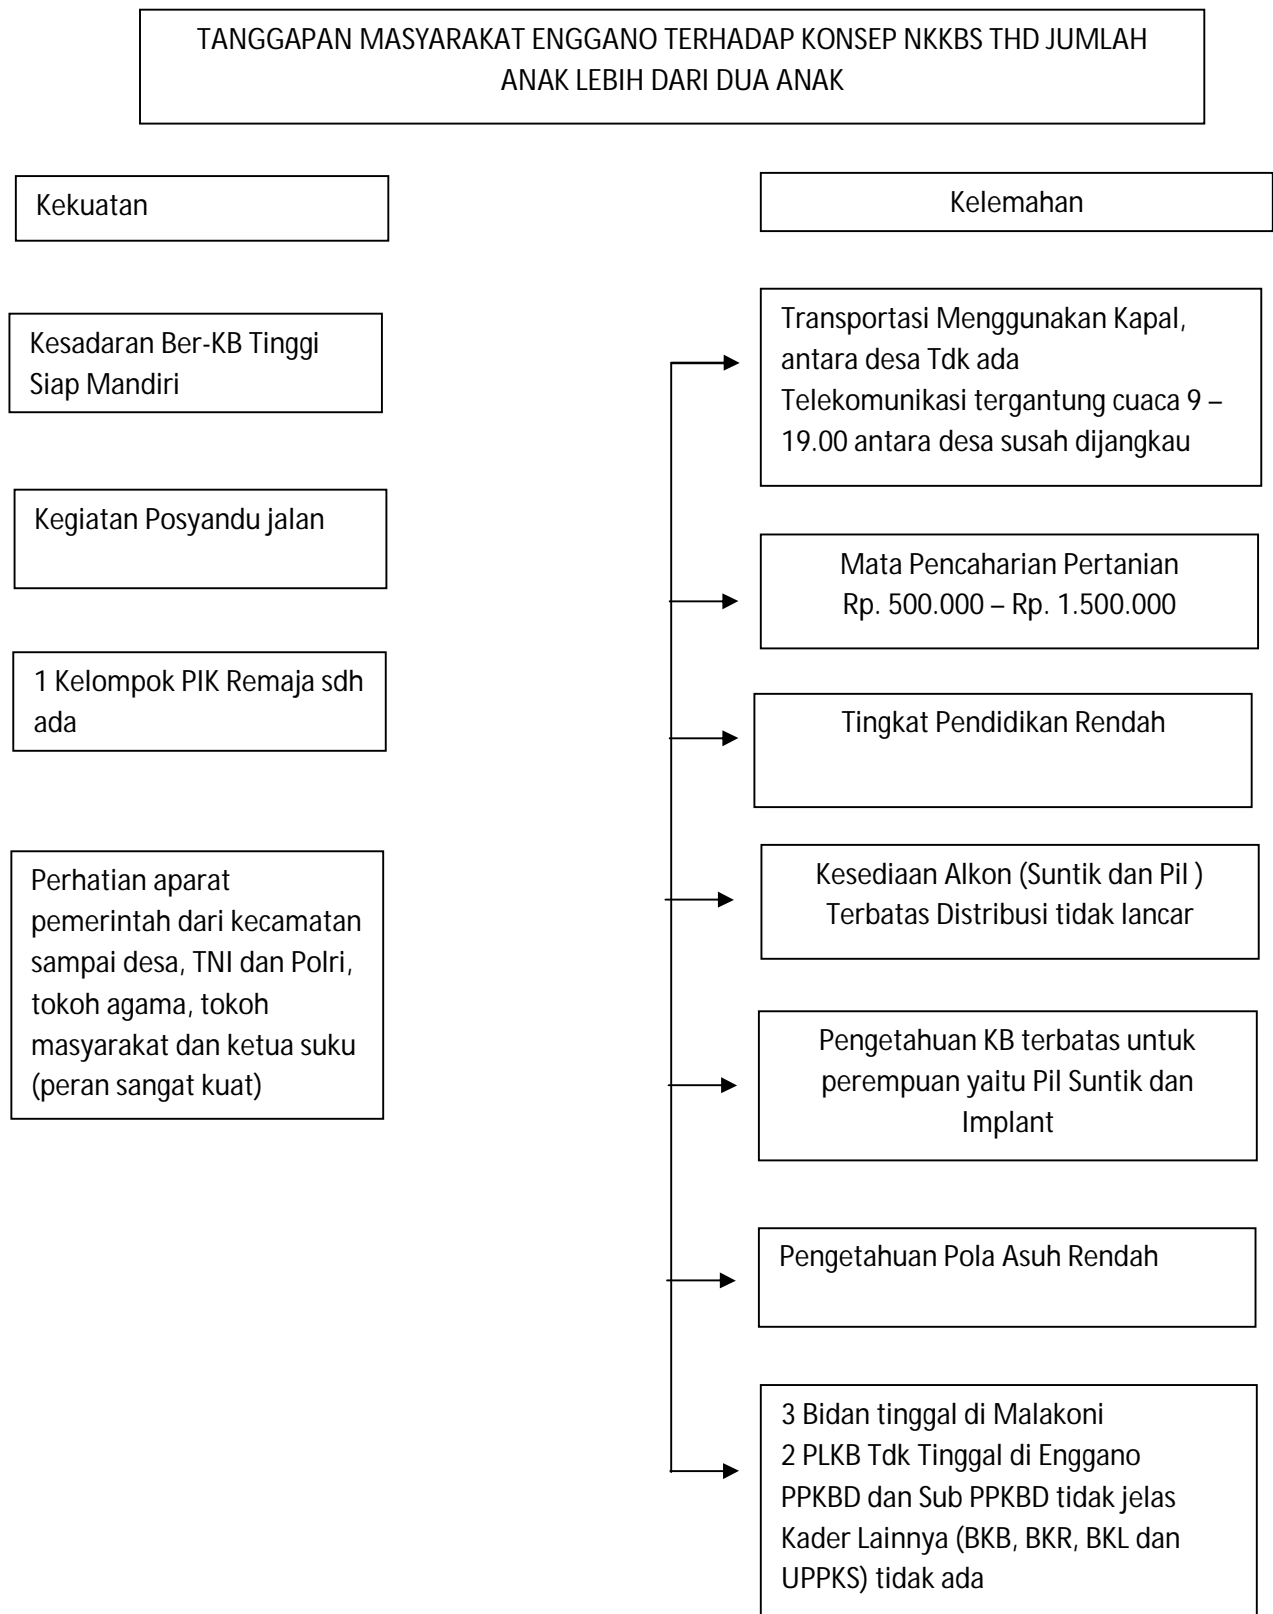 TANGGAPAN MASYARAKAT ENGGANO TERHADAP KONSEP NKKBS THD JUMLAH
ANAK LEBIH DARI DUA ANAK
Kekuatan
Kesadaran Ber-KB Tinggi
Siap Mandiri
Kegiatan Posyandu jalan
1 Kelompok PIK Remaja sdh
ada
Perhatian aparat
pemerintah dari kecamatan
sampai desa, TNI dan Polri,
tokoh agama, tokoh
masyarakat dan ketua suku
(peran sangat kuat)
Kelemahan
Transportasi Menggunakan Kapal,
antara desa Tdk ada
Telekomunikasi tergantung cuaca 9 –
19.00 antara desa susah dijangkau
Mata Pencaharian Pertanian
Rp. 500.000 – Rp. 1.500.000
Tingkat Pendidikan Rendah
Kesediaan Alkon (Suntik dan Pil )
Terbatas Distribusi tidak lancar
Pengetahuan KB terbatas untuk
perempuan yaitu Pil Suntik dan
Implant
Pengetahuan Pola Asuh Rendah
3 Bidan tinggal di Malakoni
2 PLKB Tdk Tinggal di Enggano
PPKBD dan Sub PPKBD tidak jelas
Kader Lainnya (BKB, BKR, BKL dan
UPPKS) tidak ada